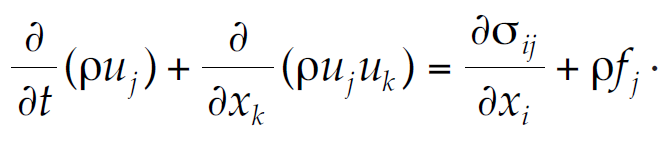 ∂/∂t (ρu_j) + ∂/∂x_k (ρu_j u_k) = ∂σ_ij/∂x_i + ρf_j ·